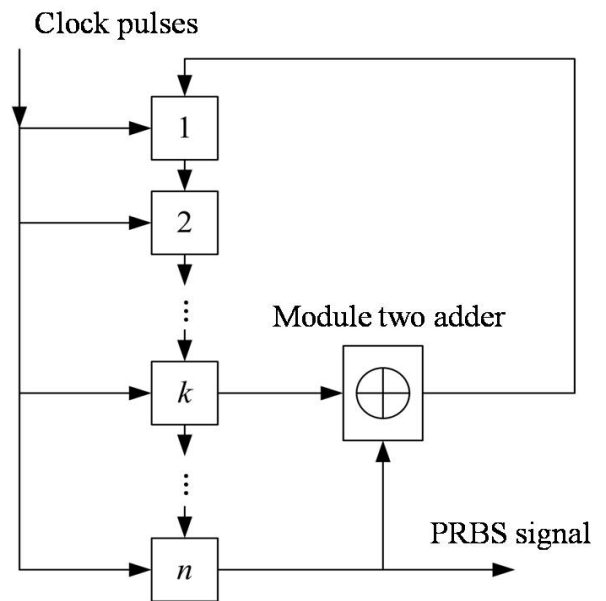 Clock pulses
1
2
⋮
k
Module two adder
⋮
PRBS signal
n